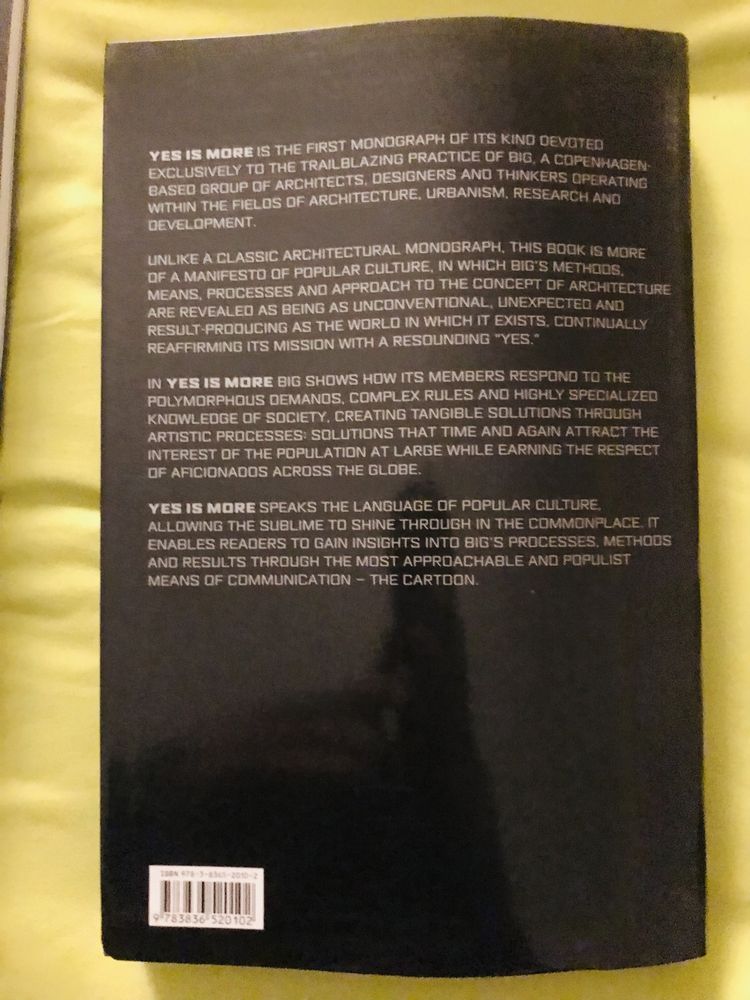 YES IS MORE IS THE FIRST MONOGRAPH OF ITS KIND DEVOTED
EXCLUSIVELY TO THE TRAILBLAZING PRACTICE OF BIG, A COPENHAGEN-
BASED GROUP OF ARCHITECTS, DESIGNERS AND THINKERS OPERATING
WITHIN THE FIELDS OF ARCHITECTURE, URBANISM, RESEARCH AND
DEVELOPMENT.
UNLIKE A CLASSIC ARCHITECTURAL MONOGRAPH, THIS BOOK IS MORE
OF A MANIFESTO OF POPULAR CULTURE, IN WHICH BIG'S METHODS,
MEANS, PROCESSES AND APPROACH TO THE CONCEPT OF ARCHITECTURE
ARE REVEALED AS BEING AS UNCONVENTIONAL, UNEXPECTED AND
RESULT-PRODUCING AS THE WORLD IN WHICH IT EXISTS, CONTINUALLY
REAFFIRMING ITS MISSION WITH A RESOUNDING "YES."
IN YES IS MORE BIG SHOWS HOW ITS MEMBERS RESPOND TO THE
POLYMORPHOUS DEMANDS, COMPLEX RULES AND HIGHLY SPECIALIZED
KNOWLEDGE OF SOCIETY, CREATING TANGIBLE SOLUTIONS THROUGH
ARTISTIC PROCESSES: SOLUTIONS THAT TIME AND AGAIN ATTRACT THE
INTEREST OF THE POPULATION AT LARGE WHILE EARNING THE RESPECT
OF AFICIONADOS ACROSS THE GLOBE.
YES IS MORE SPEAKS THE LANGUAGE OF POPULAR CULTURE,
ALLOWING THE SUBLIME TO SHINE THROUGH IN THE COMMONPLACE. IT
ENABLES READERS TO GAIN INSIGHTS INTO BIG'S PROCESSES, METHODS
AND RESULTS THROUGH THE MOST APPROACHABLE AND POPULIST
MEANS OF COMMUNICATION – THE CARTOON.
ISBN 978-3-8365-2010-2
9 783836 520102